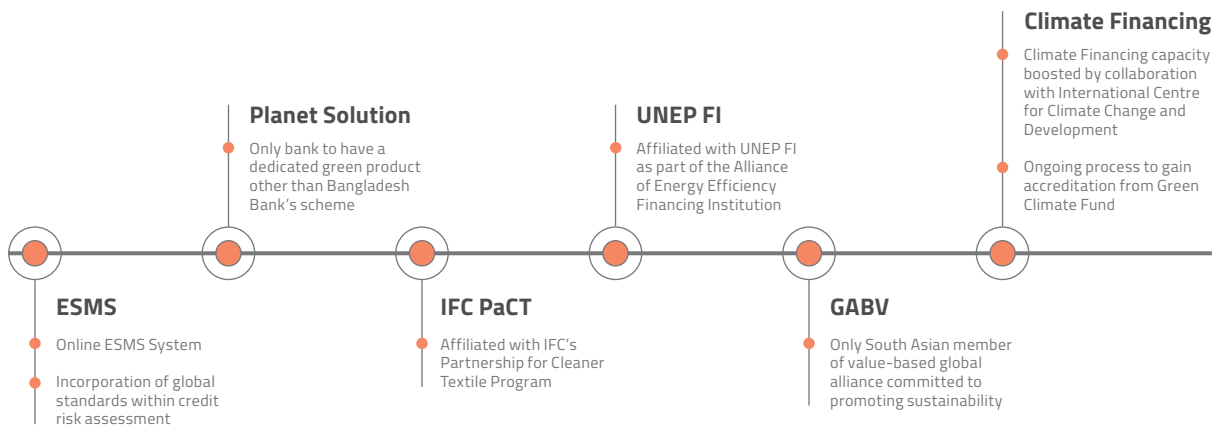 ESMS
Online ESMS System
Incorporation of global
standards within credit
risk assessment
Planet Solution
Only bank to have a
dedicated green product
other than Bangladesh
Bank's scheme
IFC PaCT
Affiliated with IFC's
Partnership for Cleaner
Textile Program
UNEP FI
Affiliated with UNEP FI
as part of the Alliance
of Energy Efficiency
Financing Institution
GABV
Only South Asian member
of value-based global
alliance committed to
promoting sustainability
Climate Financing
Climate Financing capacity
boosted by collaboration
with International Centre
for Climate Change and
Development
Ongoing process to gain
accreditation from Green
Climate Fund